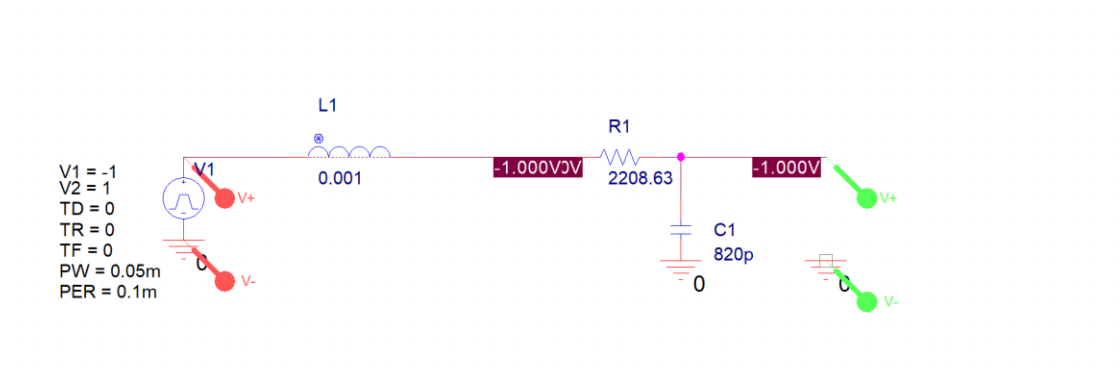 L1
0.001
R1
2208.63
-1.000V
0V
-1.000V
V1
V1 = -1
V2 = 1
TD = 0
TR = 0
TF = 0
PW = 0.05m
PER = 0.1m
V+
V-
0
C1
820p
0
V+
V-
0